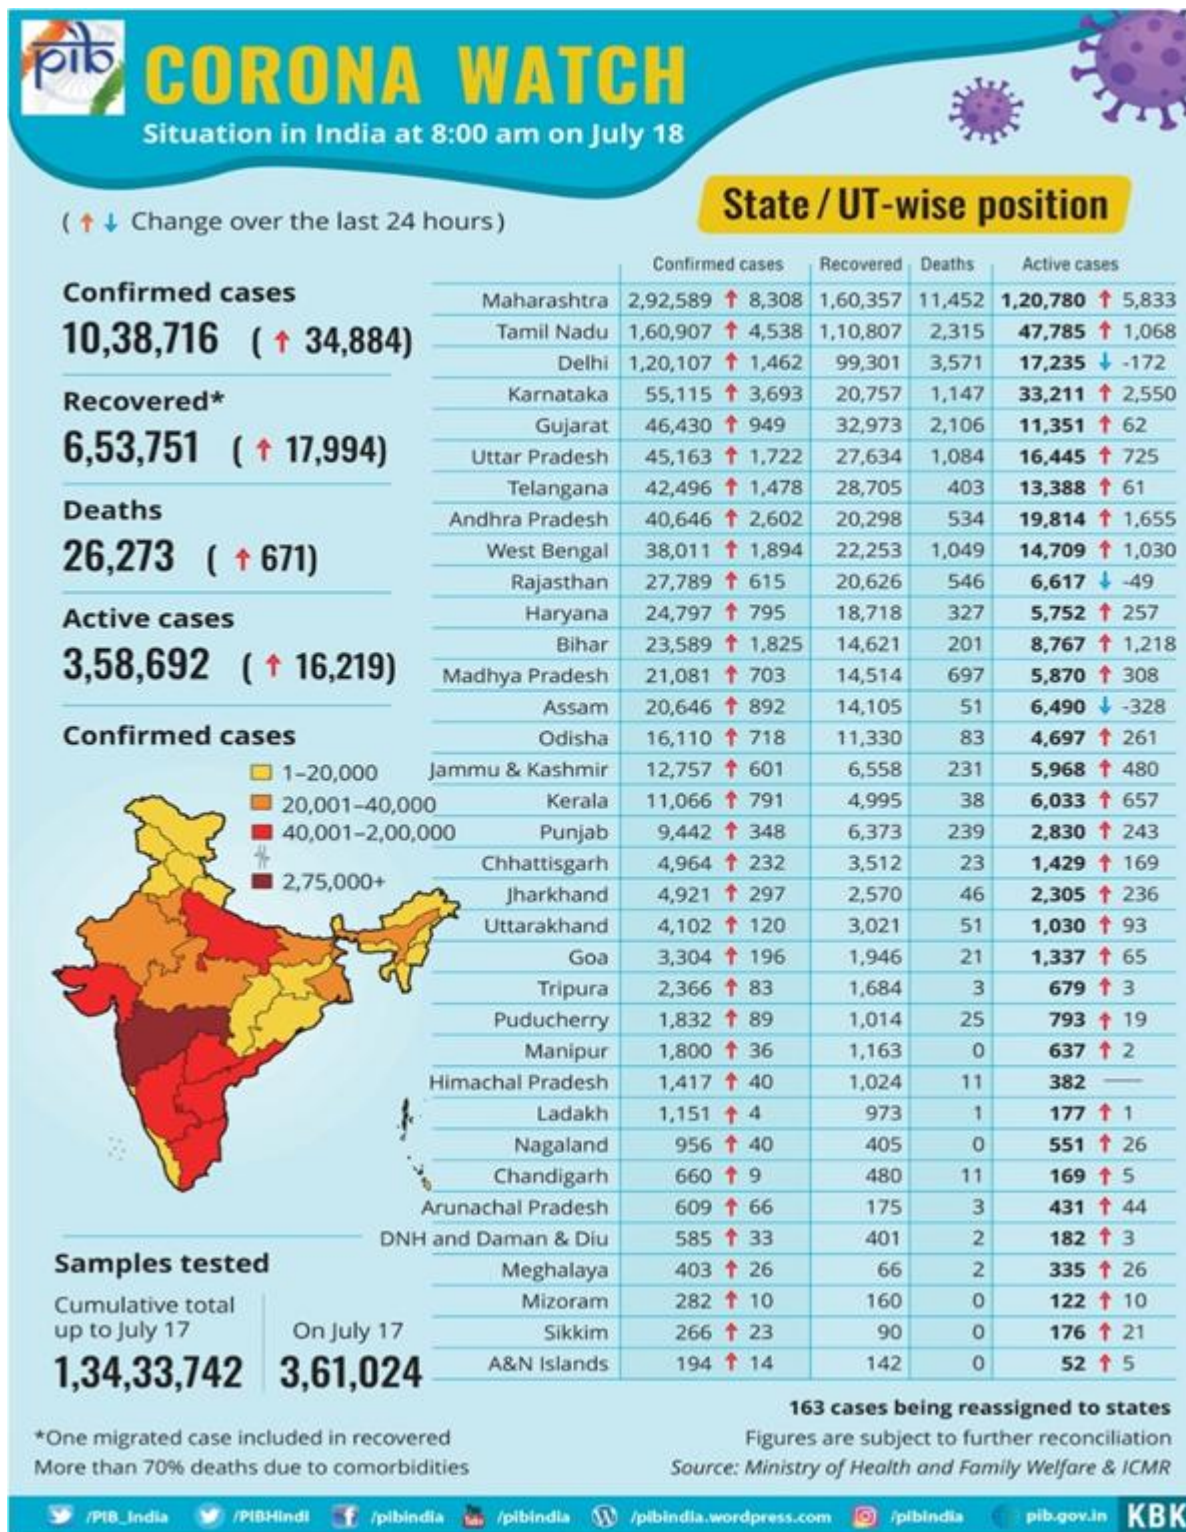 pib
CORONA WATCH
Situation in India at 8:00 am on July 18
( ↑ ↓ Change over the last 24 hours )
Confirmed cases
10,38,716 ( ↑ 34,884)
Recovered*
6,53,751 ( ↑ 17,994)
Deaths
26,273 ( ↑ 671)
Active cases
3,58,692 ( ↑ 16,219)
Confirmed cases
1–20,000
20,001–40,000
40,001–2,00,000
2,75,000+
Samples tested
Cumulative total
up to July 17
1,34,33,742
On July 17
3,61,024
*One migrated case included in recovered
More than 70% deaths due to comorbidities
State / UT-wise position
Confirmed cases Recovered Deaths Active cases
Maharashtra 2,92,589 ↑ 8,308 1,60,357 11,452 1,20,780 ↑ 5,833
Tamil Nadu 1,60,907 ↑ 4,538 1,10,807 2,315 47,785 ↑ 1,068
Delhi 1,20,107 ↑ 1,462 99,301 3,571 17,235 ↓ -172
Karnataka 55,115 ↑ 3,693 20,757 1,147 33,211 ↑ 2,550
Gujarat 46,430 ↑ 949 32,973 2,106 11,351 ↑ 62
Uttar Pradesh 45,163 ↑ 1,722 27,634 1,084 16,445 ↑ 725
Telangana 42,496 ↑ 1,478 28,705 403 13,388 ↑ 61
Andhra Pradesh 40,646 ↑ 2,602 20,298 534 19,814 ↑ 1,655
West Bengal 38,011 ↑ 1,894 22,253 1,049 14,709 ↑ 1,030
Rajasthan 27,789 ↑ 615 20,626 546 6,617 ↓ -49
Haryana 24,797 ↑ 795 18,718 327 5,752 ↑ 257
Bihar 23,589 ↑ 1,825 14,621 201 8,767 ↑ 1,218
Madhya Pradesh 21,081 ↑ 703 14,514 697 5,870 ↑ 308
Assam 20,646 ↑ 892 14,105 51 6,490 ↓ -328
Odisha 16,110 ↑ 718 11,330 83 4,697 ↑ 261
Jammu & Kashmir 12,757 ↑ 601 6,558 231 5,968 ↑ 480
Kerala 11,066 ↑ 791 4,995 38 6,033 ↑ 657
Punjab 9,442 ↑ 348 6,373 239 2,830 ↑ 243
Chhattisgarh 4,964 ↑ 232 3,512 23 1,429 ↑ 169
Jharkhand 4,921 ↑ 297 2,570 46 2,305 ↑ 236
Uttarakhand 4,102 ↑ 120 3,021 51 1,030 ↑ 93
Goa 3,304 ↑ 196 1,946 21 1,337 ↑ 65
Tripura 2,366 ↑ 83 1,684 3 679 ↑ 3
Puducherry 1,832 ↑ 89 1,014 25 793 ↑ 19
Manipur 1,800 ↑ 36 1,163 0 637 ↑ 2
Himachal Pradesh 1,417 ↑ 40 1,024 11 382 —
Ladakh 1,151 ↑ 4 973 1 177 ↑ 1
Nagaland 956 ↑ 40 405 0 551 ↑ 26
Chandigarh 660 ↑ 9 480 11 169 ↑ 5
Arunachal Pradesh 609 ↑ 66 175 3 431 ↑ 44
DNH and Daman & Diu 585 ↑ 33 401 2 182 ↑ 3
Meghalaya 403 ↑ 26 66 2 335 ↑ 26
Mizoram 282 ↑ 10 160 0 122 ↑ 10
Sikkim 266 ↑ 23 90 0 176 ↑ 21
A&N Islands 194 ↑ 14 142 0 52 ↑ 5
163 cases being reassigned to states
Figures are subject to further reconciliation
Source: Ministry of Health and Family Welfare & ICMR
/PIB_India /PIBHindi /pibindia /pibindia /pibindia.wordpress.com /pibindia pib.gov.in KBK